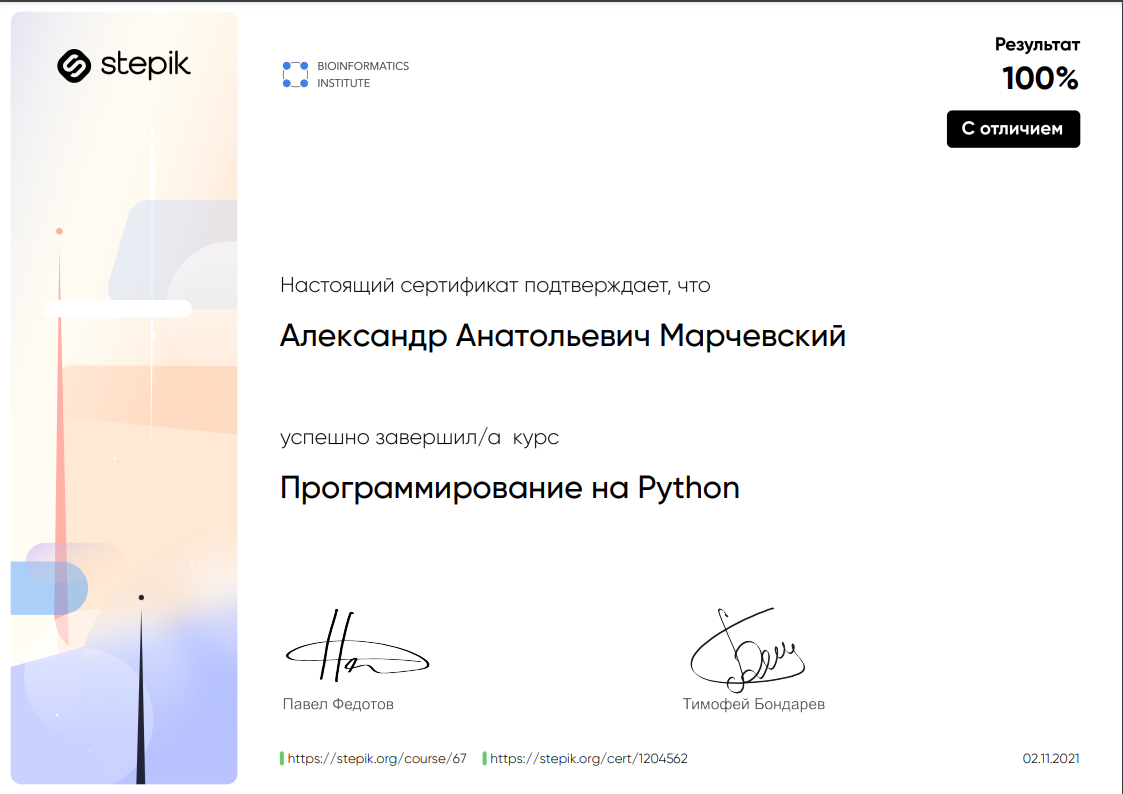 stepik
BIOINFORMATICS
INSTITUTE
Результат
100%
С отличием
Настоящий сертификат подтверждает, что
Александр Анатольевич Марчевский
успешно завершил/а курс
Программирование на Python
Павел Федотов
Тимофей Бондарев
https://stepik.org/course/67
https://stepik.org/cert/1204562
02.11.2021